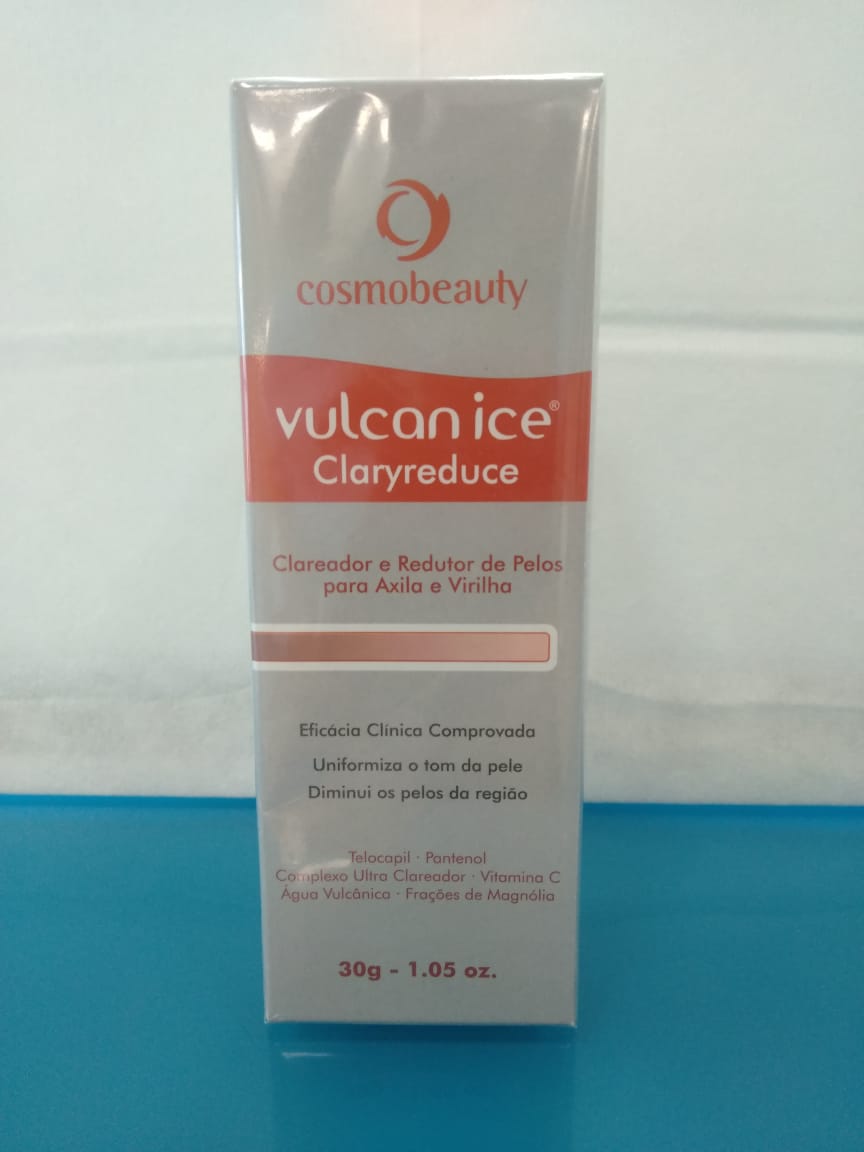 cosmobeauty
vulcan ice®
Claryreduce
Clareador e Redutor de Pelos
para Axila e Virilha
Eficácia Clínica Comprovada
Uniformiza o tom da pele
Diminui os pelos da região
Telocapil · Pantenol
Complexo Ultra Clareador · Vitamina C
Água Vulcânica · Frações de Magnólia
30g - 1.05 oz.